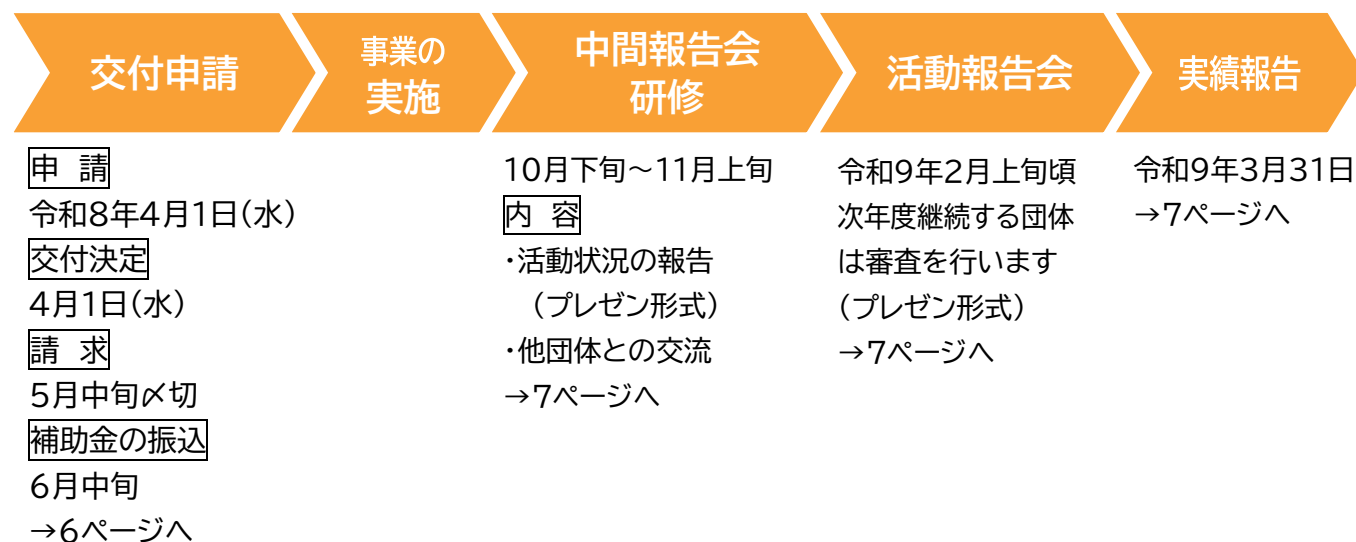 交付申請
事業の
実施
中間報告会
研修
活動報告会
実績報告
申　請
令和8年4月1日(水)
交付決定
4月1日(水)
請　求
5月中旬〆切
補助金の振込
6月中旬
→6ページへ
10月下旬～11月上旬
内　容
・活動状況の報告
（プレゼン形式）
・他団体との交流
→7ページへ
令和9年2月上旬頃
次年度継続する団体
は審査を行います
（プレゼン形式）
→7ページへ
令和9年3月31日
→7ページへ